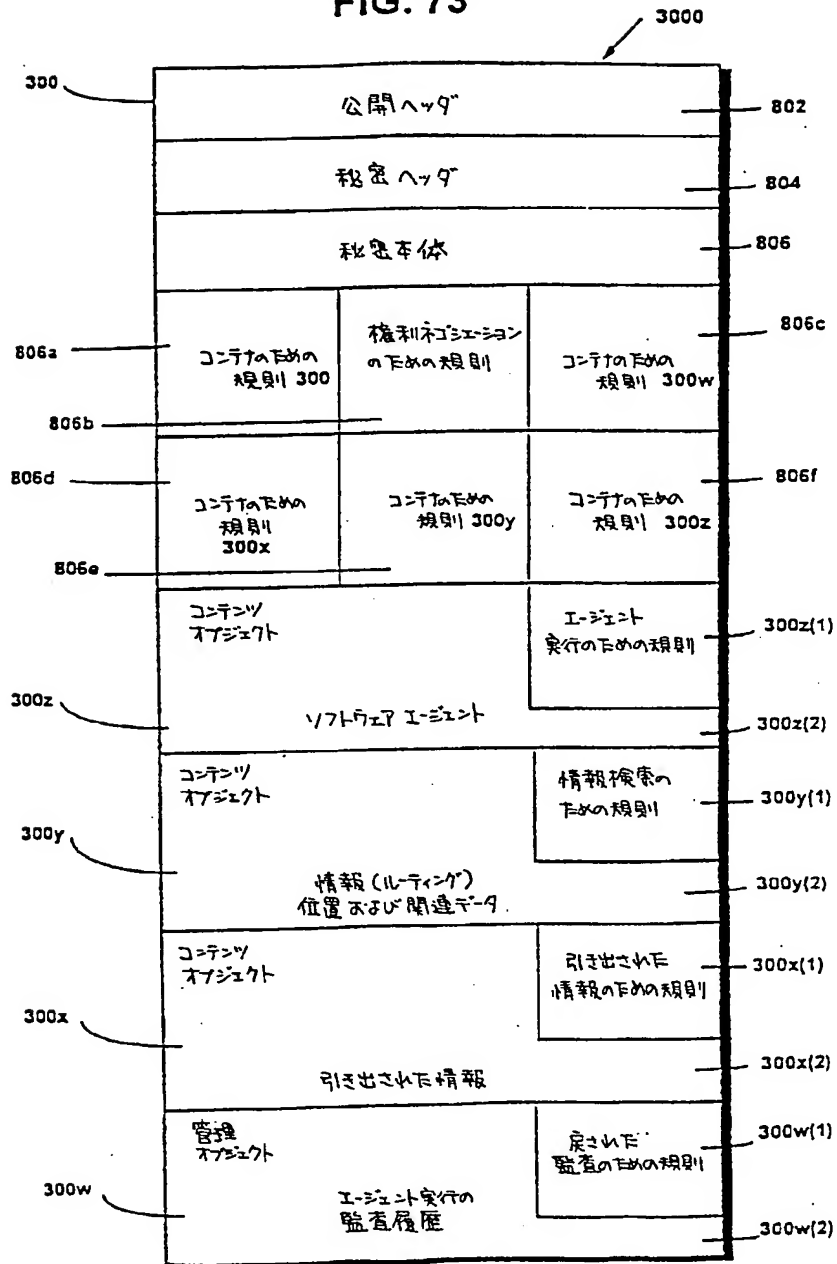 FIG. 73
3000
300
公開ヘッダ
802
秘密ヘッダ
804
秘密本体
806
806a
コンテナのための
規則 300
権利ネゴシエーション
のための規則
コンテナのための
規則 300w
806c
806b
806d
コンテナのための
規則
300x
コンテナのための
規則 300y
コンテナのための
規則 300z
806f
806e
コンテンツ
オブジェクト
エージェント
実行のための規則
300z(1)
300z
ソフトウェア エージェント
300z(2)
コンテンツ
オブジェクト
情報検索の
ための規則
300y(1)
300y
情報(ルーティング)
位置および関連データ
300y(2)
コンテンツ
オブジェクト
引き出された
情報のための規則
300x(1)
300x
引き出された情報
300x(2)
管理
オブジェクト
戻された
監査のための規則
300w(1)
300w
エージェント実行の
監査履歴
300w(2)